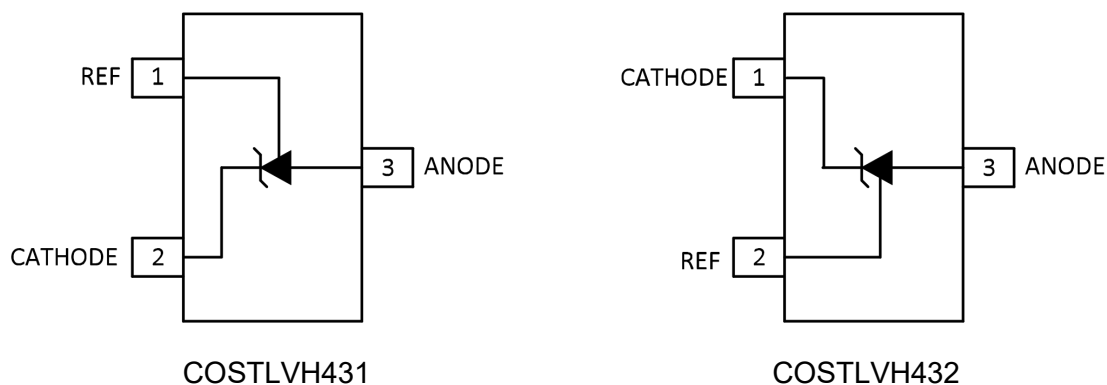 REF 1
3 ANODE
CATHODE 2
COSTLVH431
CATHODE 1
3 ANODE
REF 2
COSTLVH432